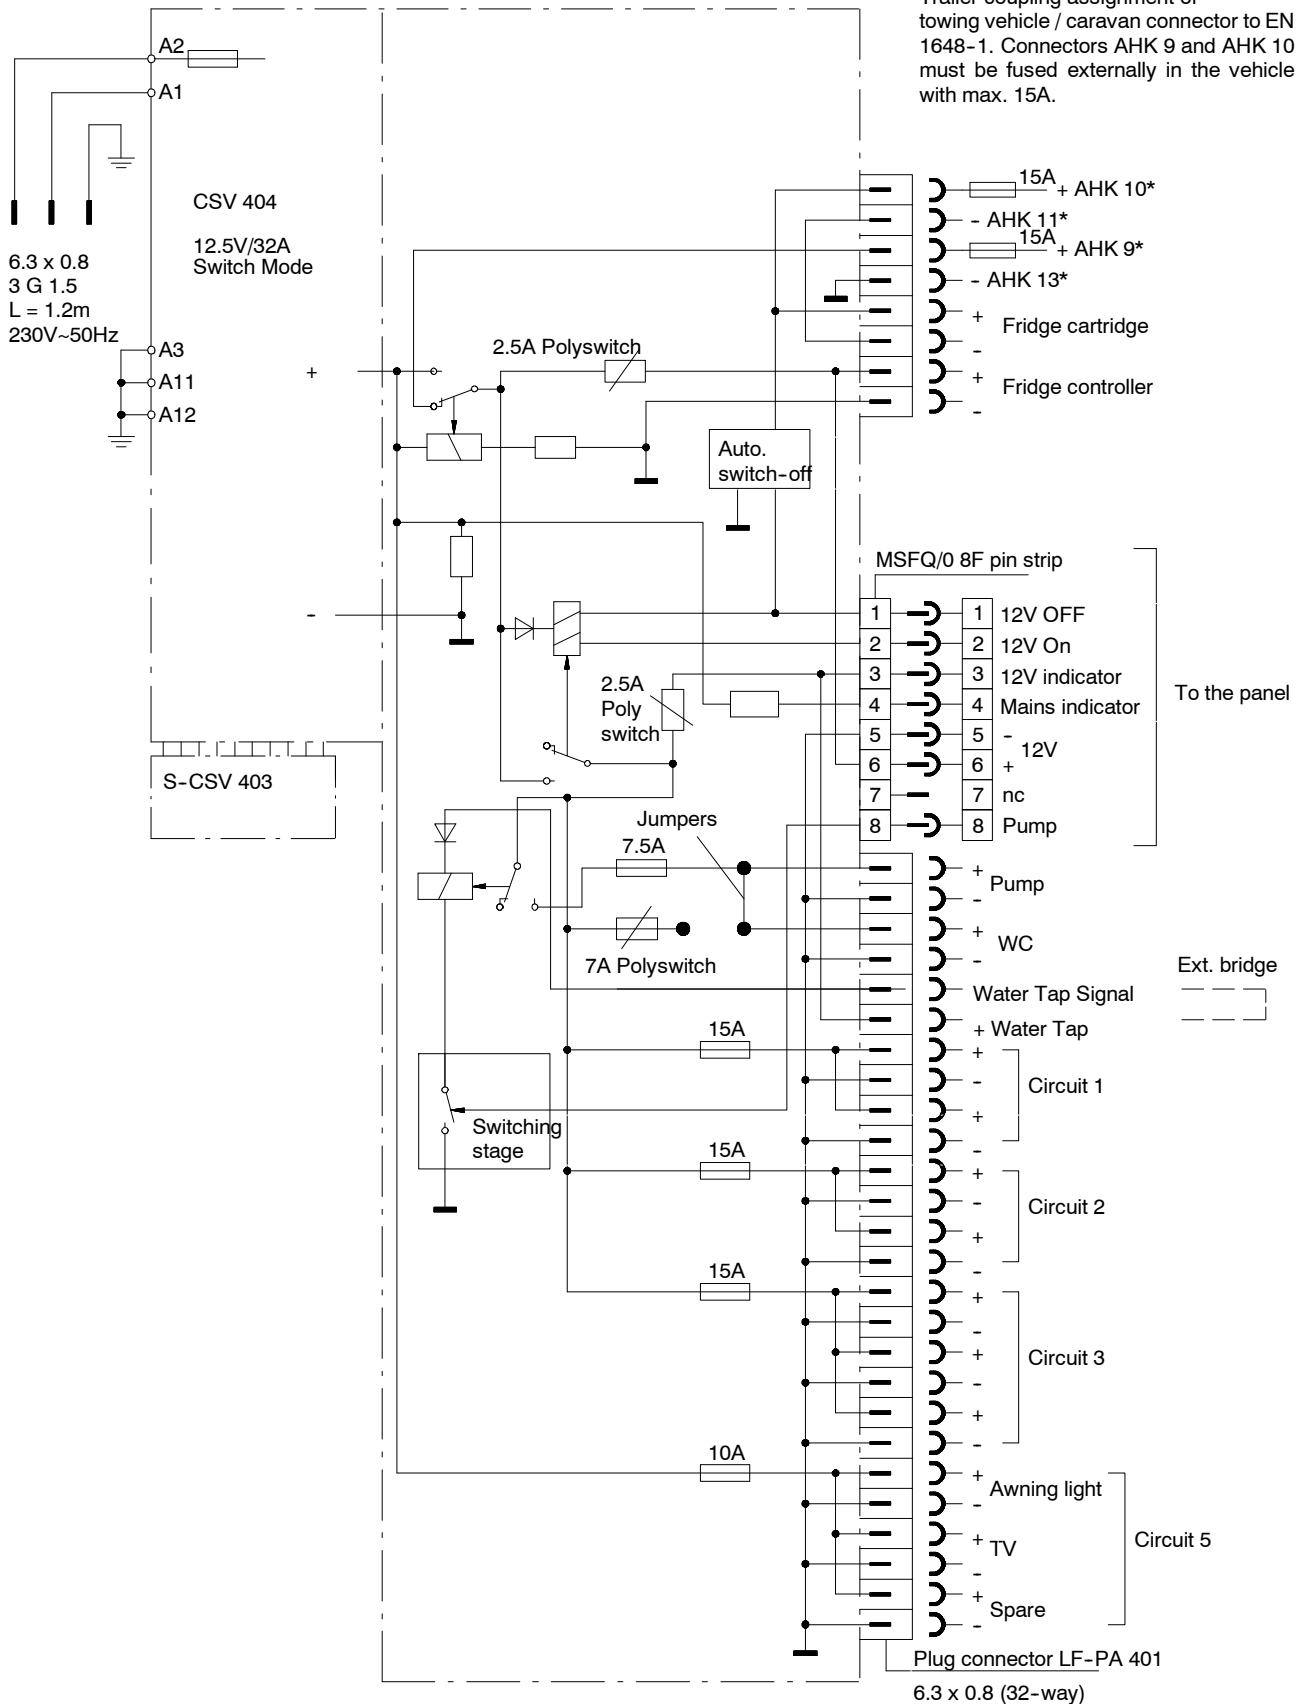 Trailer coupling assignment of
towing vehicle / caravan connector to EN
1648-1. Connectors AHK 9 and AHK 10
must be fused externally in the vehicle
with max. 15A.
A2
A1
CSV 404
12.5V/32A
Switch Mode
6.3 x 0.8
3 G 1.5
L = 1.2m
230V~50Hz
A3
A11
A12
+
-
S-CSV 403
15A
+ AHK 10*
- AHK 11*
15A
+ AHK 9*
- AHK 13*
+
Fridge cartridge
-
+
Fridge controller
-
2.5A Polyswitch
Auto.
switch-off
MSFQ/0 8F pin strip
1 1 12V OFF
2 2 12V On
3 3 12V indicator
4 4 Mains indicator
5 5 -
12V
6 6 +
7 7 nc
8 8 Pump
To the panel
2.5A
Poly
switch
Jumpers
7.5A
7A Polyswitch
+
Pump
-
+
WC
-
Water Tap Signal
+ Water Tap
Ext. bridge
15A
+
-
Circuit 1
+
-
Switching
stage
15A
+
-
Circuit 2
+
-
15A
+
-
+
Circuit 3
-
+
-
10A
+
Awning light
-
+
TV
-
+
Spare
-
Circuit 5
Plug connector LF-PA 401
6.3 x 0.8 (32-way)